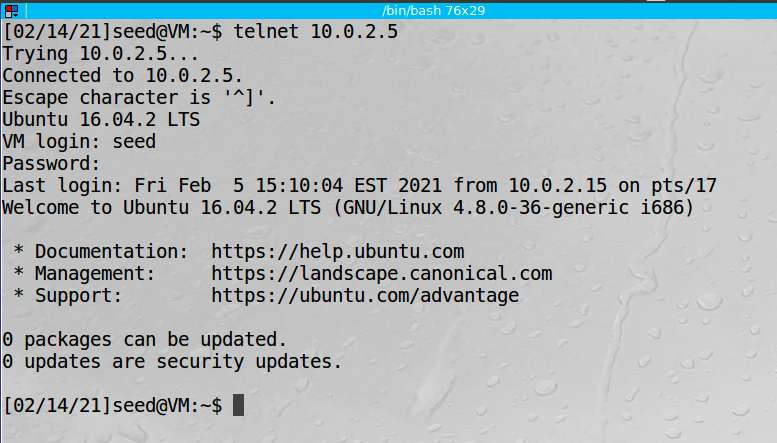 /bin/bash 76x29
[02/14/21]seed@VM:~$ telnet 10.0.2.5
Trying 10.0.2.5...
Connected to 10.0.2.5.
Escape character is '^]'.
Ubuntu 16.04.2 LTS
VM login: seed
Password:
Last login: Fri Feb  5 15:10:04 EST 2021 from 10.0.2.15 on pts/17
Welcome to Ubuntu 16.04.2 LTS (GNU/Linux 4.8.0-36-generic i686)

 * Documentation:  https://help.ubuntu.com
 * Management:     https://landscape.canonical.com
 * Support:        https://ubuntu.com/advantage

0 packages can be updated.
0 updates are security updates.

[02/14/21]seed@VM:~$